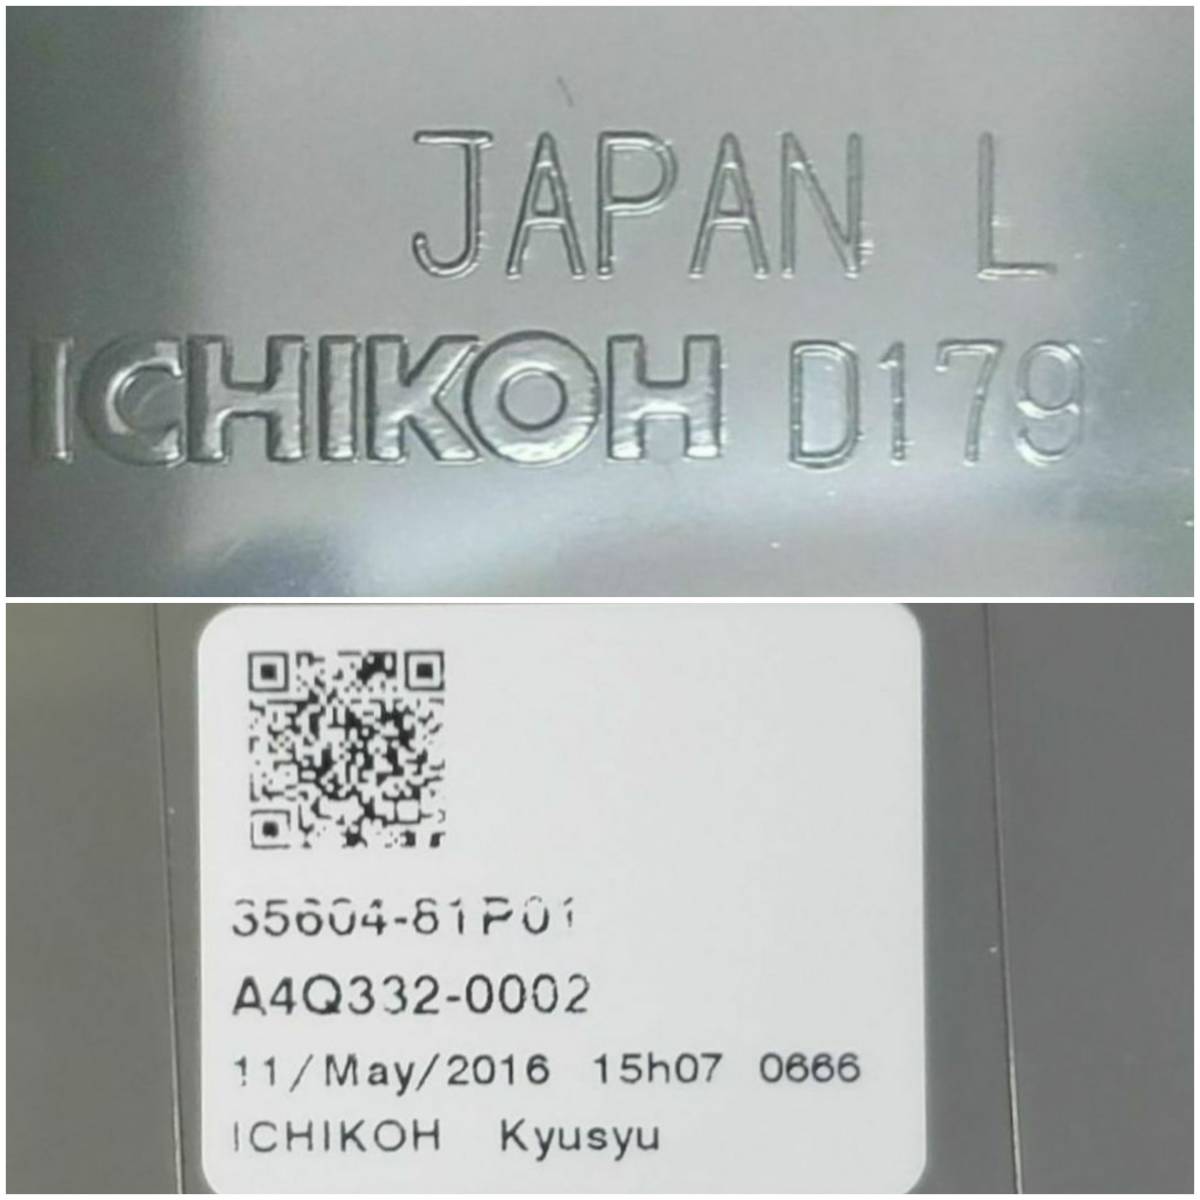 JAPAN L
ICHIKOH D179
35604-81P01
A4Q332-0002
11/May/2016 15h07 0666
ICHIKOH Kyusyu